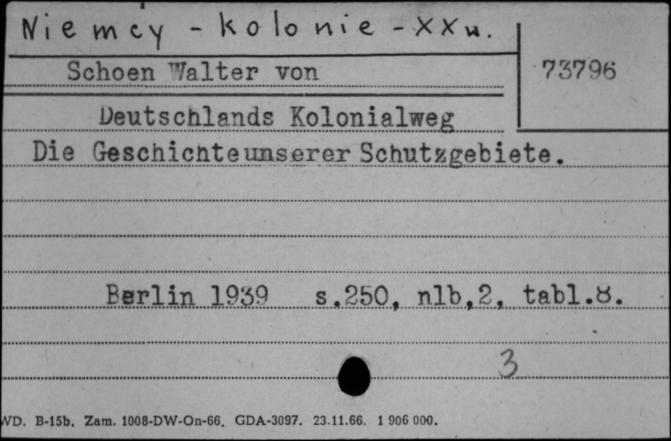 Niemcy - kolonie - XX w.
Schoen Walter von
73796
Deutschlands Kolonialweg
Die Geschichte unserer Schutzgebiete.
Berlin 1939 s.250, nlb,2, tabl.8.
3
WD. B-15b. Zam. 1008-DW-On-66. GDA-3097. 23.11.66. 1 906 000.